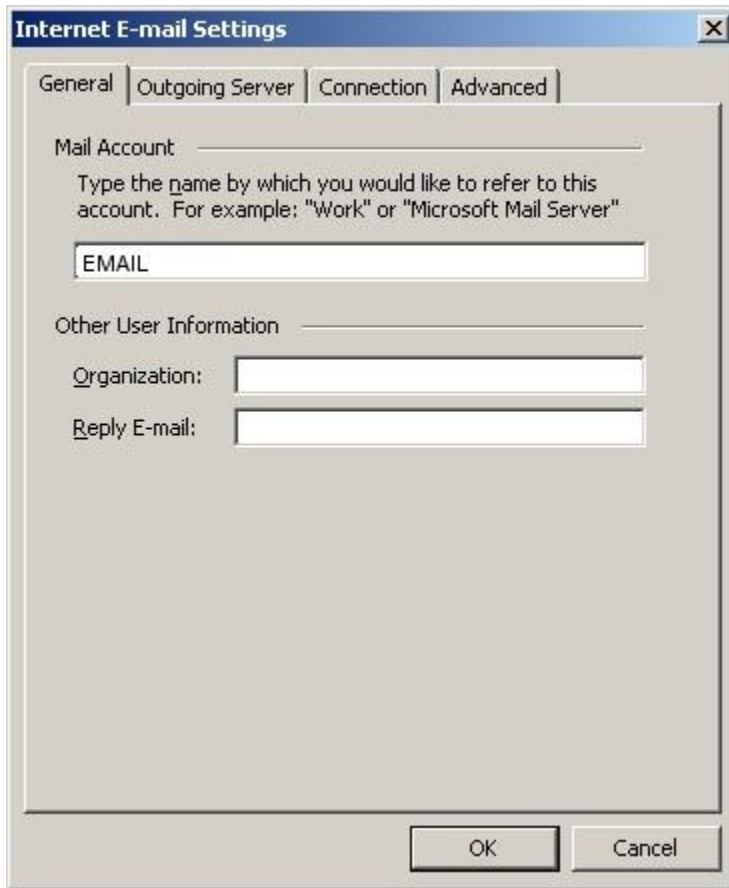 Internet E-mail Settings
General Outgoing Server Connection Advanced
Mail Account
Type the name by which you would like to refer to this
account. For example: "Work" or "Microsoft Mail Server"
EMAIL
Other User Information
Organization:
Reply E-mail:
OK Cancel